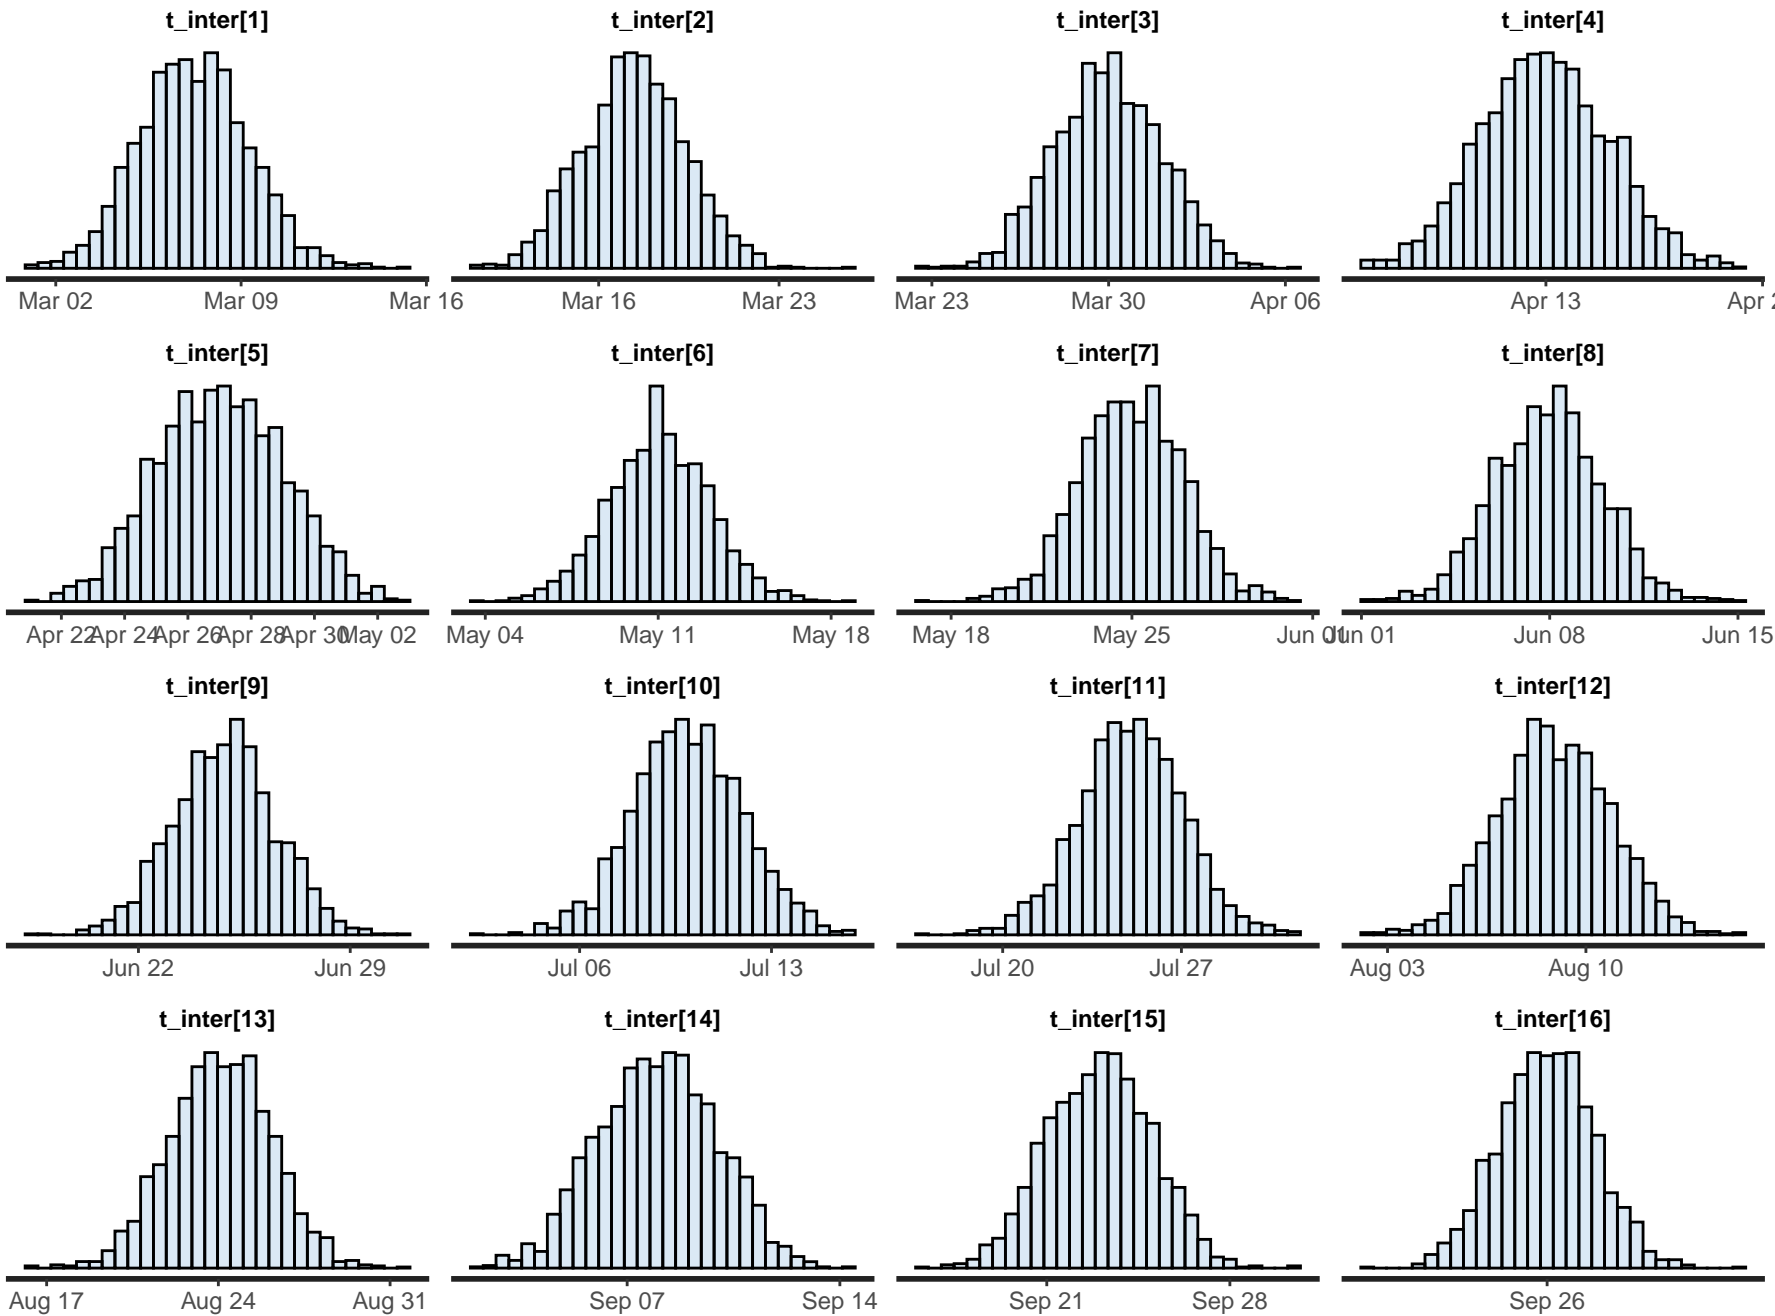 t_inter[1] t_inter[2] t_inter[3] t_inter[4]
Mar 02 Mar 09 Mar 16 Mar 16 Mar 23 Mar 23 Mar 30 Apr 06 Apr 13 Apr
t_inter[5] t_inter[6] t_inter[7] t_inter[8]
Apr 22 Apr 24 Apr 26 Apr 28 Apr 30 May 02 May 04 May 11 May 18 May 18 May 25 Jun 01 Jun 01 Jun 08 Jun 15
t_inter[9] t_inter[10] t_inter[11] t_inter[12]
Jun 22 Jun 29 Jul 06 Jul 13 Jul 20 Jul 27 Aug 03 Aug 10
t_inter[13] t_inter[14] t_inter[15] t_inter[16]
Aug 17 Aug 24 Aug 31 Sep 07 Sep 14 Sep 21 Sep 28 Sep 26